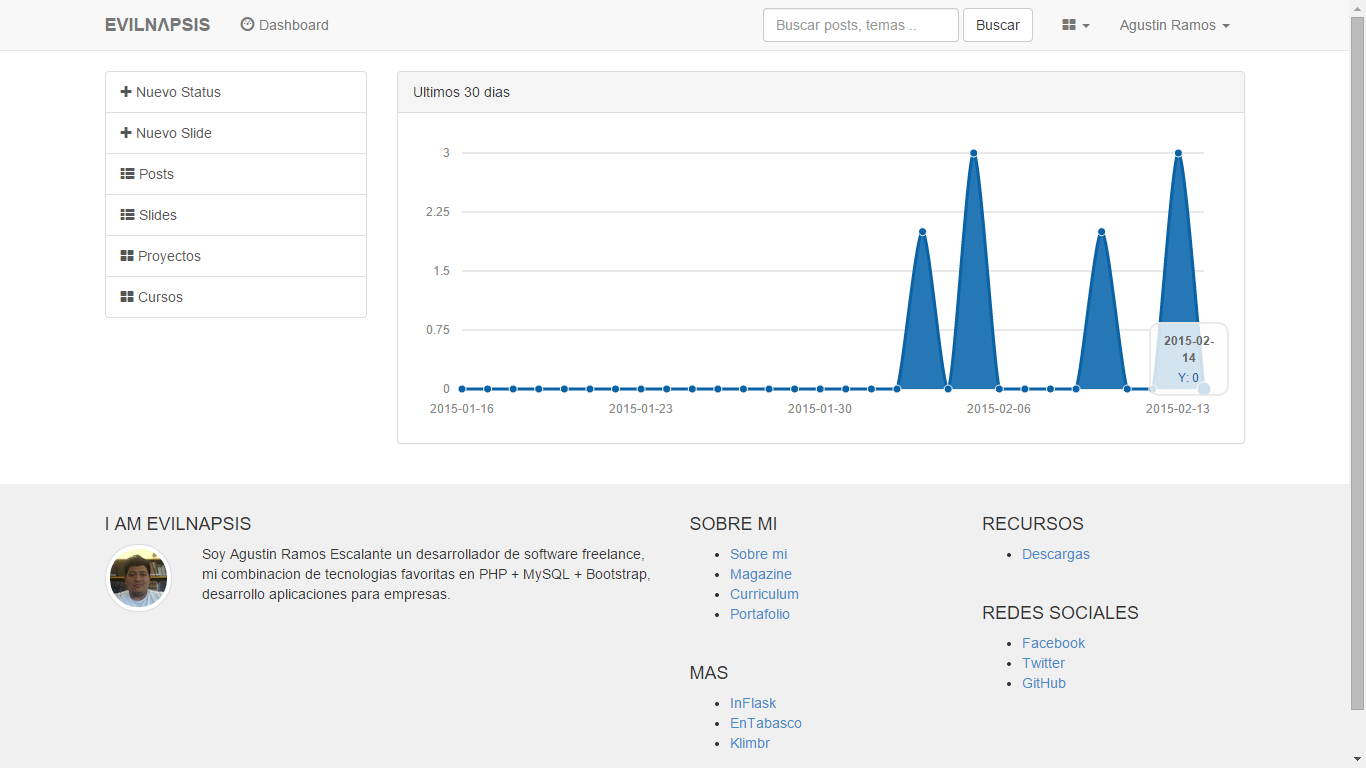 EVILNΛPSIS
Dashboard
Buscar posts, temas ..
Buscar
Agustin Ramos
Nuevo Status
Nuevo Slide
Posts
Slides
Proyectos
Cursos
Ultimos 30 dias
3
2.25
1.5
0.75
0
2015-01-16
2015-01-23
2015-01-30
2015-02-06
2015-02-13
2015-02-
14
Y: 0
I AM EVILNAPSIS
Soy Agustin Ramos Escalante un desarrollador de software freelance,
mi combinacion de tecnologias favoritas en PHP + MySQL + Bootstrap,
desarrollo aplicaciones para empresas.
SOBRE MI
Sobre mi
Magazine
Curriculum
Portafolio
MAS
InFlask
EnTabasco
Klimbr
RECURSOS
Descargas
REDES SOCIALES
Facebook
Twitter
GitHub